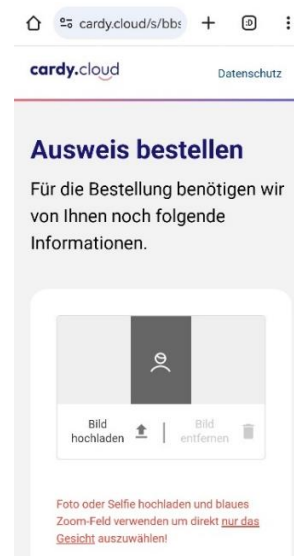 cardy.cloud/s/bbs
:D
cardy.cloud
Datenschutz
Ausweis bestellen
Für die Bestellung benötigen wir
von Ihnen noch folgende
Informationen.
Bild
hochladen
Bild
entfernen
Foto oder Selfie hochladen und blaues
Zoom-Feld verwenden um direkt nur das
Gesicht auszuwählen!